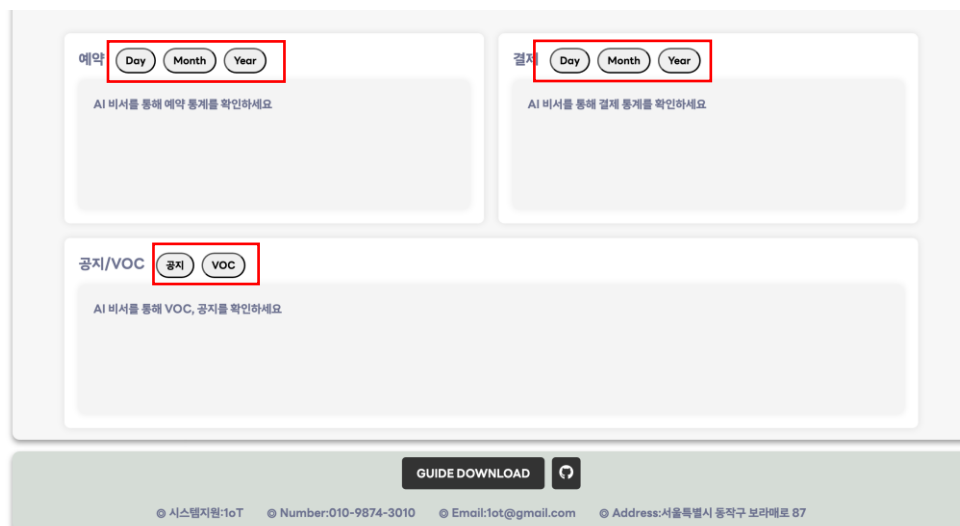 예약 Day Month Year
AI 비서를 통해 예약 통계를 확인하세요
결제 Day Month Year
AI 비서를 통해 결제 통계를 확인하세요
공지/VOC 공지 VOC
AI 비서를 통해 VOC, 공지를 확인하세요
GUIDE DOWNLOAD
◎ 시스템지원:1oT ◎ Number:010-9874-3010 ◎ Email:1ot@gmail.com ◎ Address:서울특별시 동작구 보라매로 87